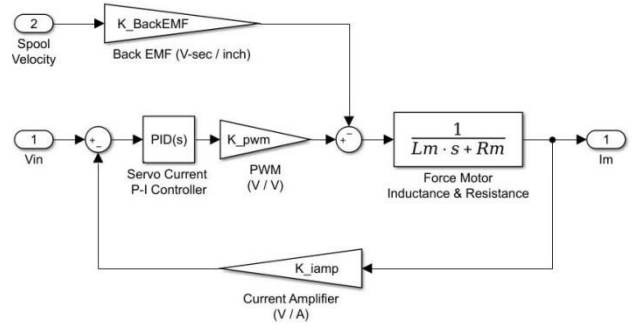 2
Spool
Velocity
K_BackEMF
Back EMF (V-sec / inch)
1
Vin
+
−
PID(s)
Servo Current
P-I Controller
K_pwm
PWM
(V / V)
−
+
1
Lm · s + Rm
Force Motor
Inductance & Resistance
1
Im
K_iamp
Current Amplifier
(V / A)